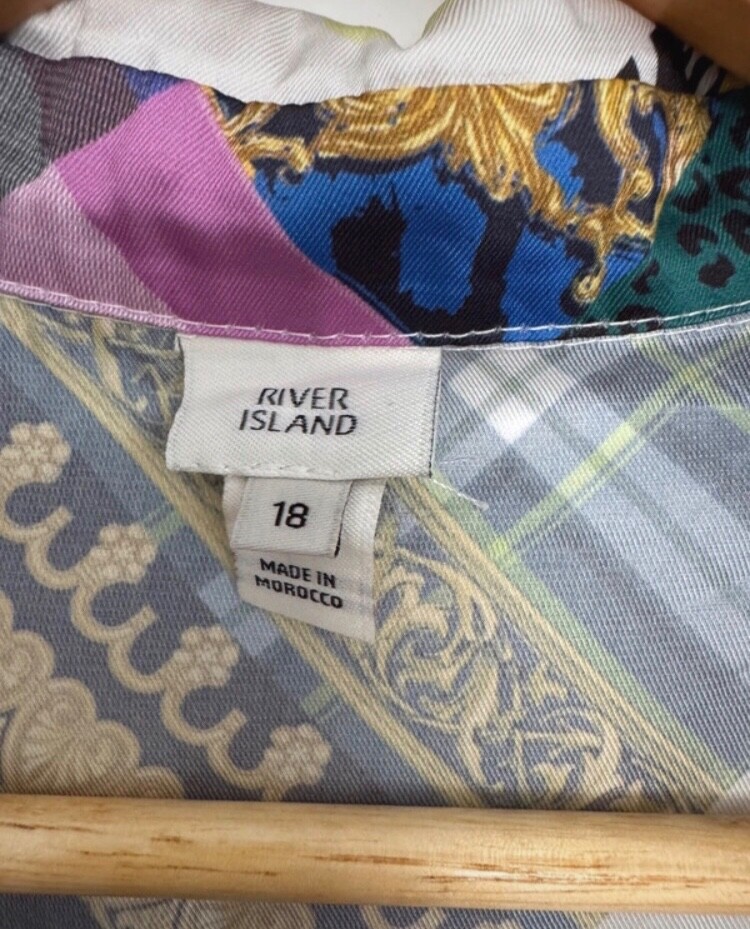 RIVER
ISLAND
18
MADE IN
MOROCCO